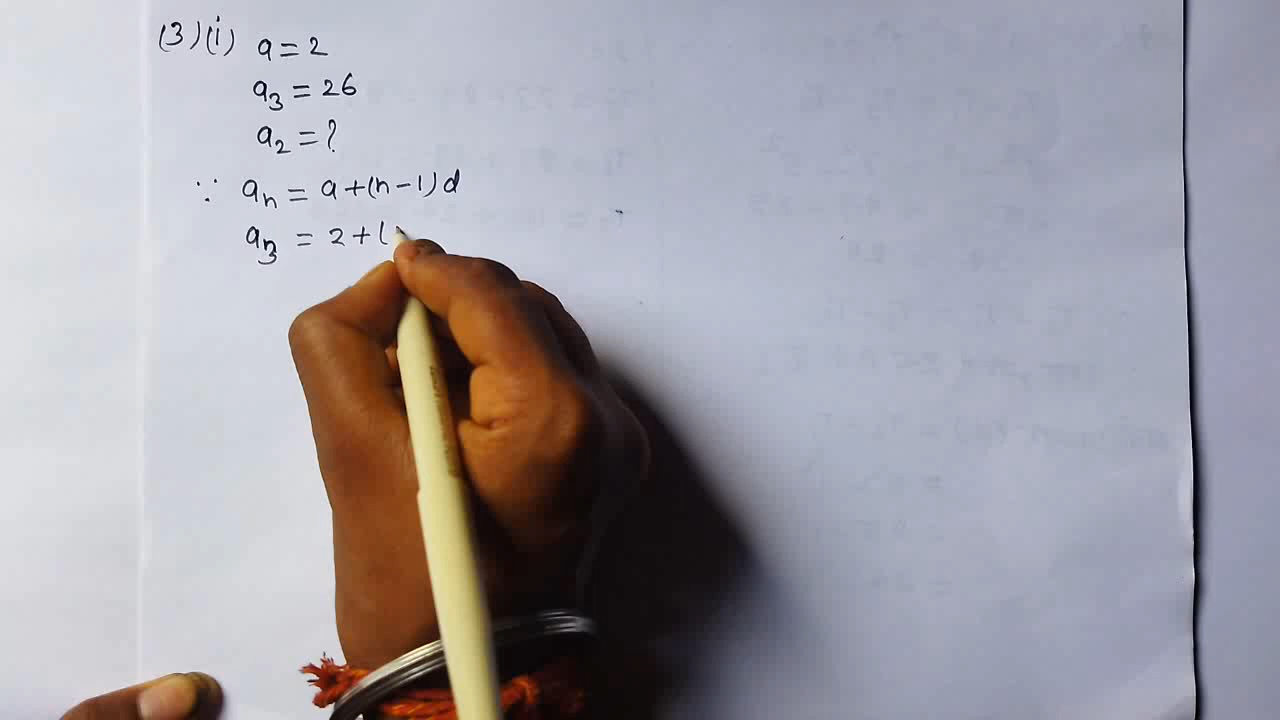 (3)(i) a = 2
a₃ = 26
a₂ = ?
∵ aₙ = a + (n - 1) d
a₃ = 2 + (